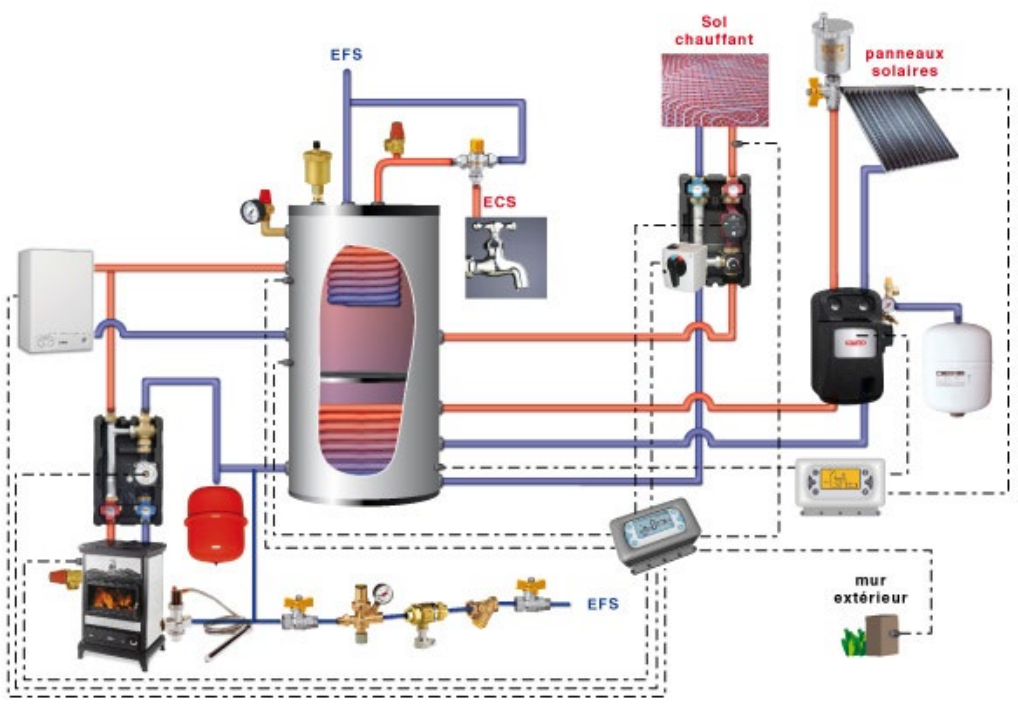 EFS
Sol
chauffant
panneaux
solaires
ECS
EFS
mur
extérieur